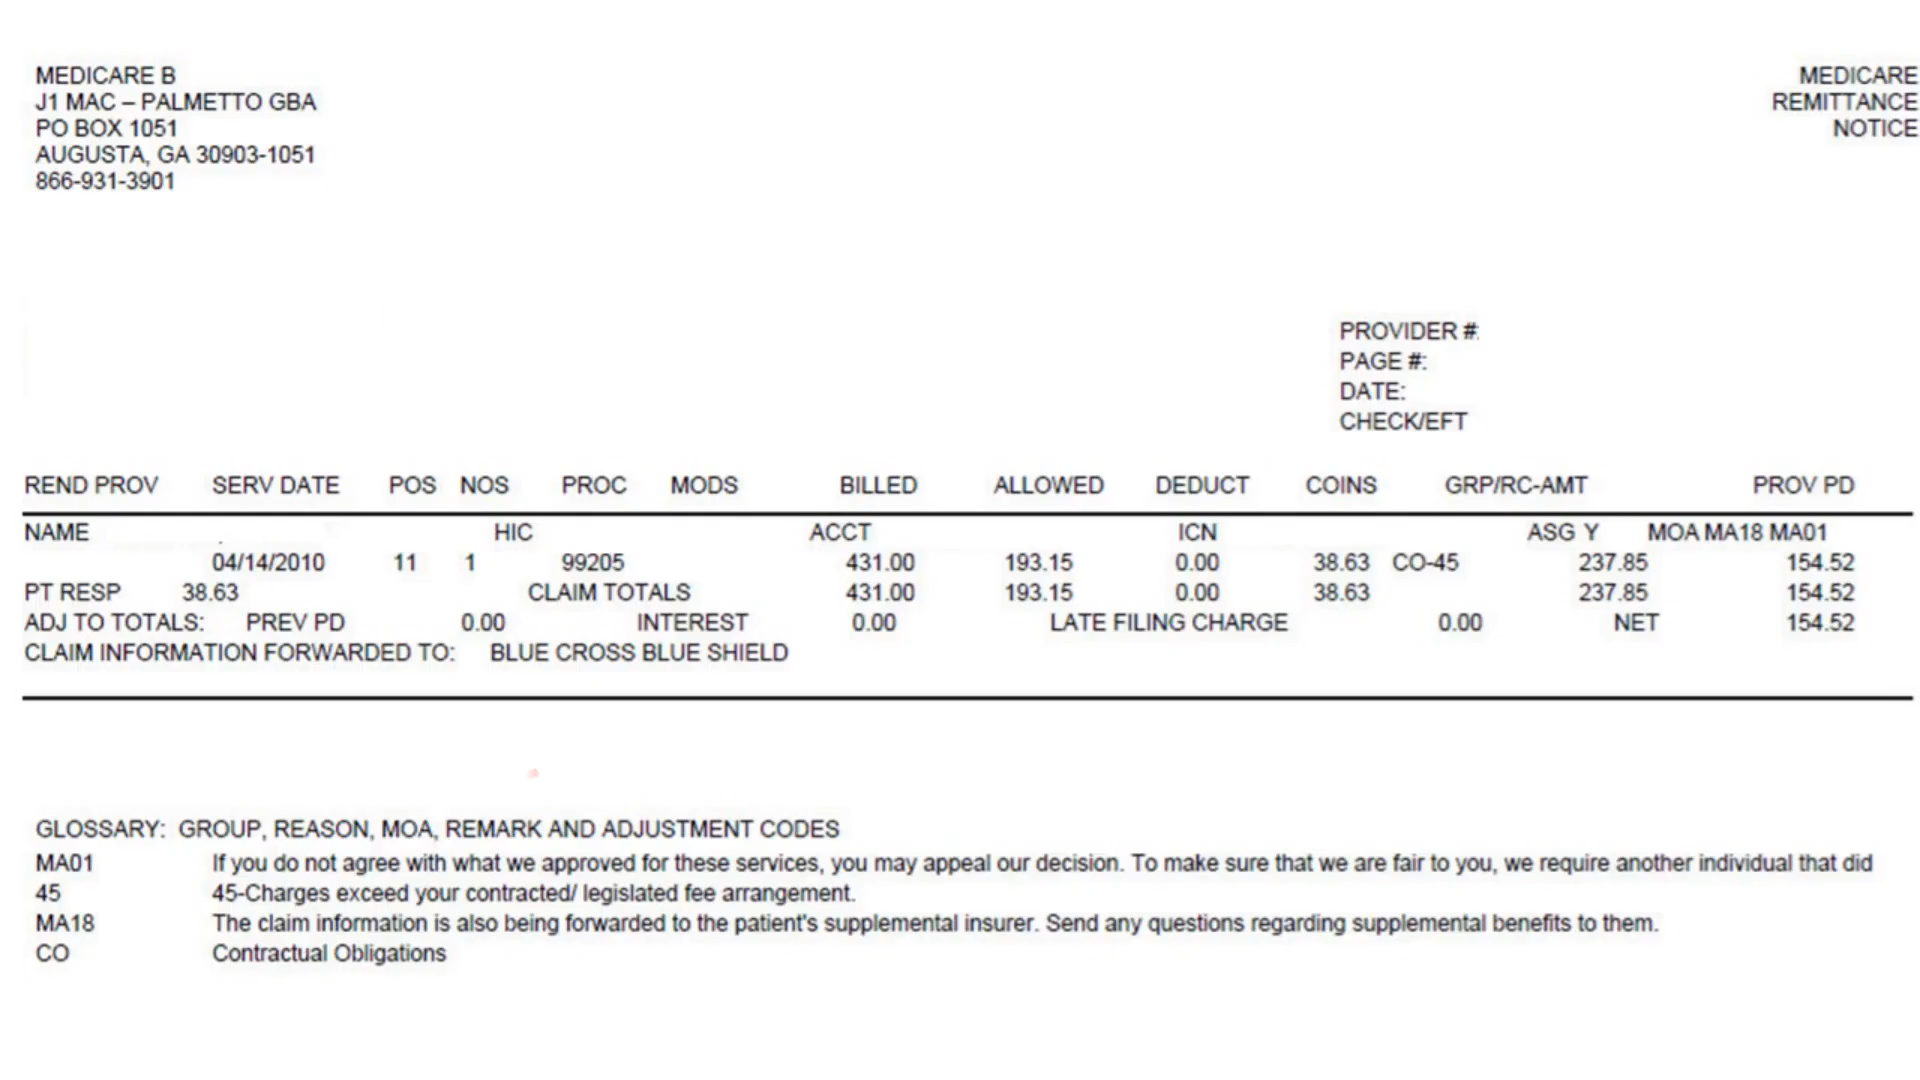 MEDICARE B
J1 MAC – PALMETTO GBA
PO BOX 1051
AUGUSTA, GA 30903-1051
866-931-3901
MEDICARE
REMITTANCE
NOTICE
PROVIDER #:
PAGE #:
DATE:
CHECK/EFT
REND PROV SERV DATE POS NOS PROC MODS BILLED ALLOWED DEDUCT COINS GRP/RC-AMT PROV PD
NAME HIC ACCT ICN ASG Y MOA MA18 MA01
04/14/2010 11 1 99205 431.00 193.15 0.00 38.63 CO-45 237.85 154.52
PT RESP 38.63 CLAIM TOTALS 431.00 193.15 0.00 38.63 237.85 154.52
ADJ TO TOTALS: PREV PD 0.00 INTEREST 0.00 LATE FILING CHARGE 0.00 NET 154.52
CLAIM INFORMATION FORWARDED TO: BLUE CROSS BLUE SHIELD
GLOSSARY: GROUP, REASON, MOA, REMARK AND ADJUSTMENT CODES
MA01 If you do not agree with what we approved for these services, you may appeal our decision. To make sure that we are fair to you, we require another individual that did
45 45-Charges exceed your contracted/ legislated fee arrangement.
MA18 The claim information is also being forwarded to the patient's supplemental insurer. Send any questions regarding supplemental benefits to them.
CO Contractual Obligations